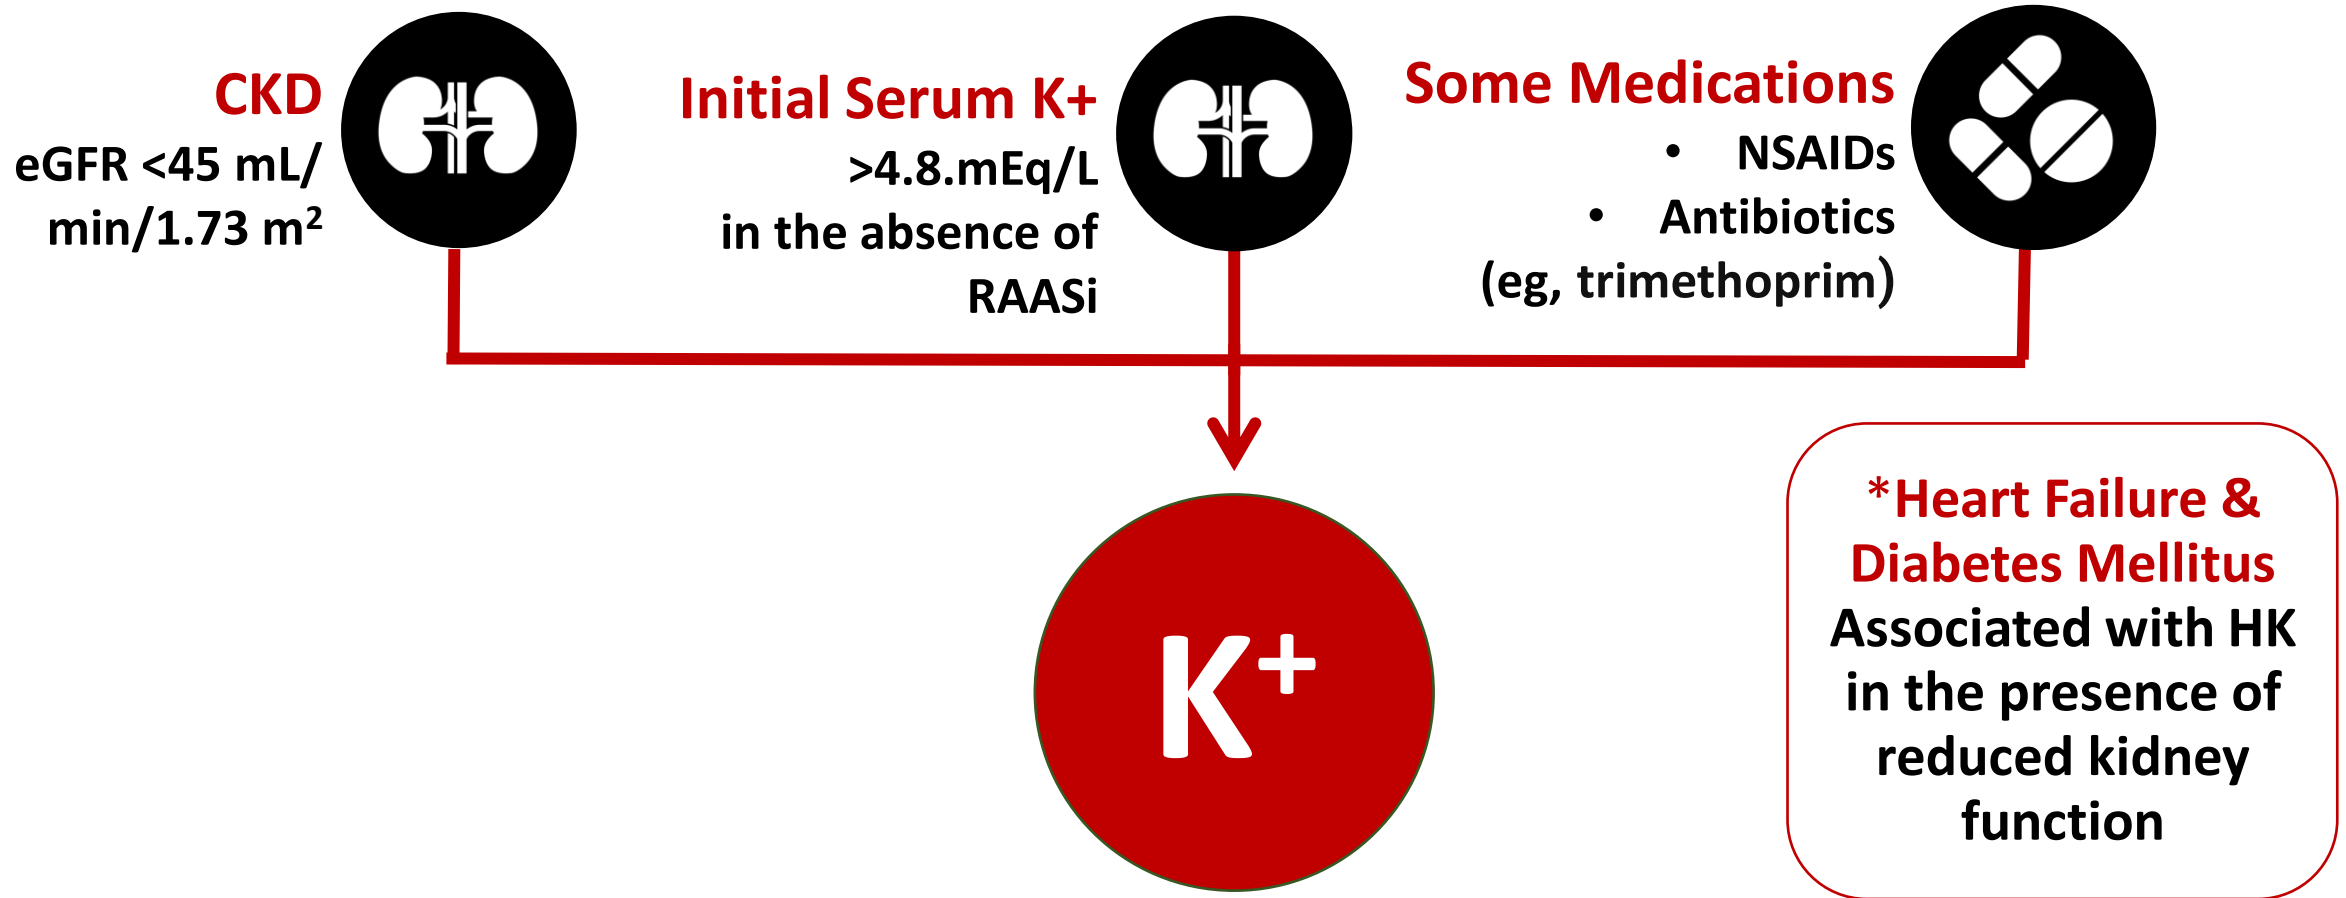 CKD
eGFR <45 mL/
min/1.73 m²
Initial Serum K+
>4.8.mEq/L
in the absence of
RAASi
Some Medications
• NSAIDs
• Antibiotics
(eg, trimethoprim)
K⁺
*Heart Failure &
Diabetes Mellitus
Associated with HK
in the presence of
reduced kidney
function